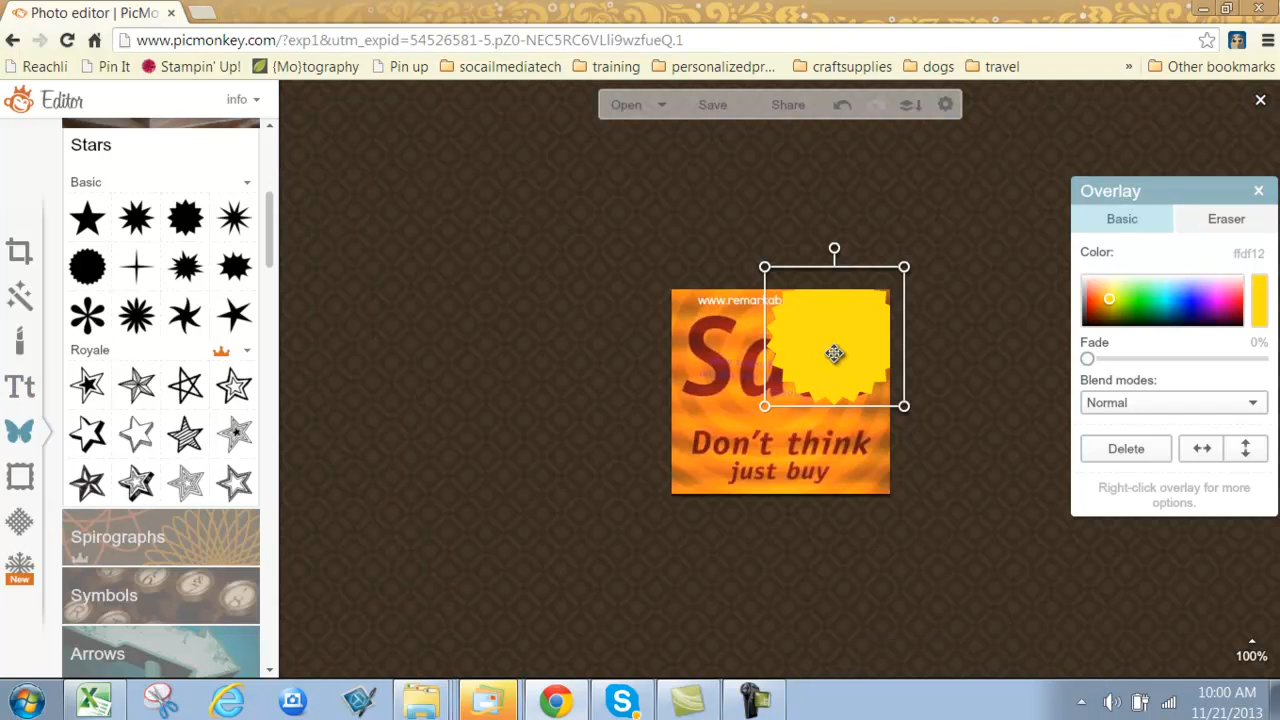 Photo editor | PicMo
www.picmonkey.com/?exp1&utm_expid=54526581-5.pZ0-NEC5RC6VLli9wzfueQ.1
Reachli Pin It Stampin' Up! {Mo}tography Pin up socailmediatech training personalizedpr... craftsupplies dogs travel » Other bookmarks
Editor info
Open Save Share
Stars
Basic
Royale
Spirographs
Symbols
Arrows
Tt
New
www.remarkab
Sa
Don't think
just buy
Overlay
Basic Eraser
Color: ffdf12
Fade 0%
Blend modes:
Normal
Delete
Right-click overlay for more
options.
100%
10:00 AM
11/21/2013